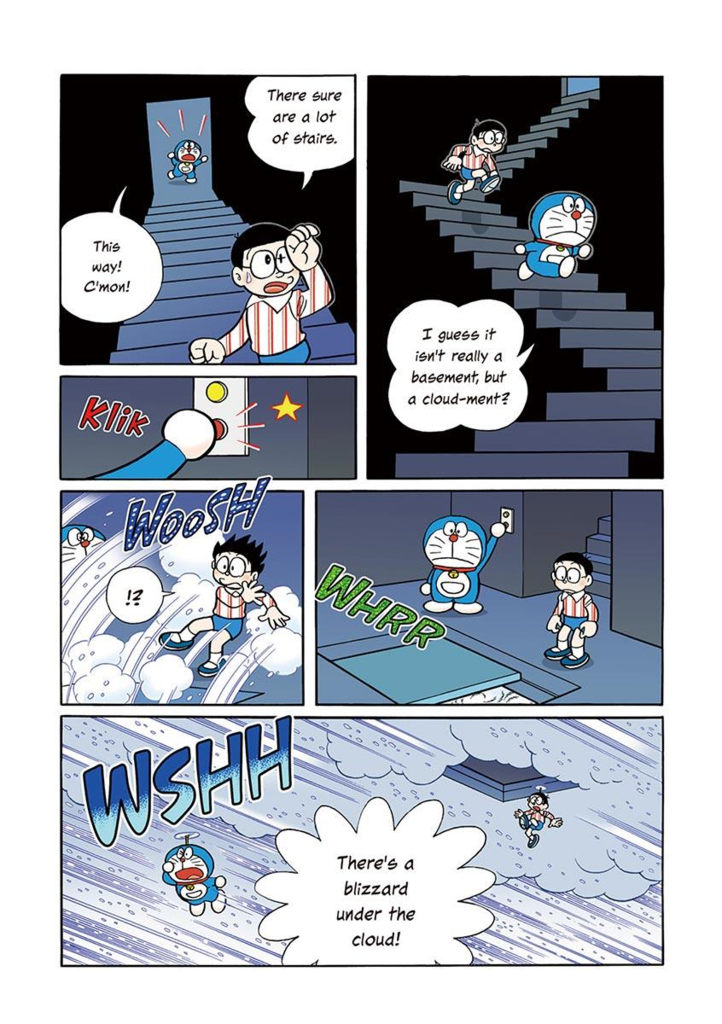 I guess it
isn't really a
basement, but
a cloud-ment?
There sure
are a lot
of stairs.
This
way!
C'mon!
Klik
WHRR
WOOSH
!?
WSHH
There's a
blizzard
under the
cloud!